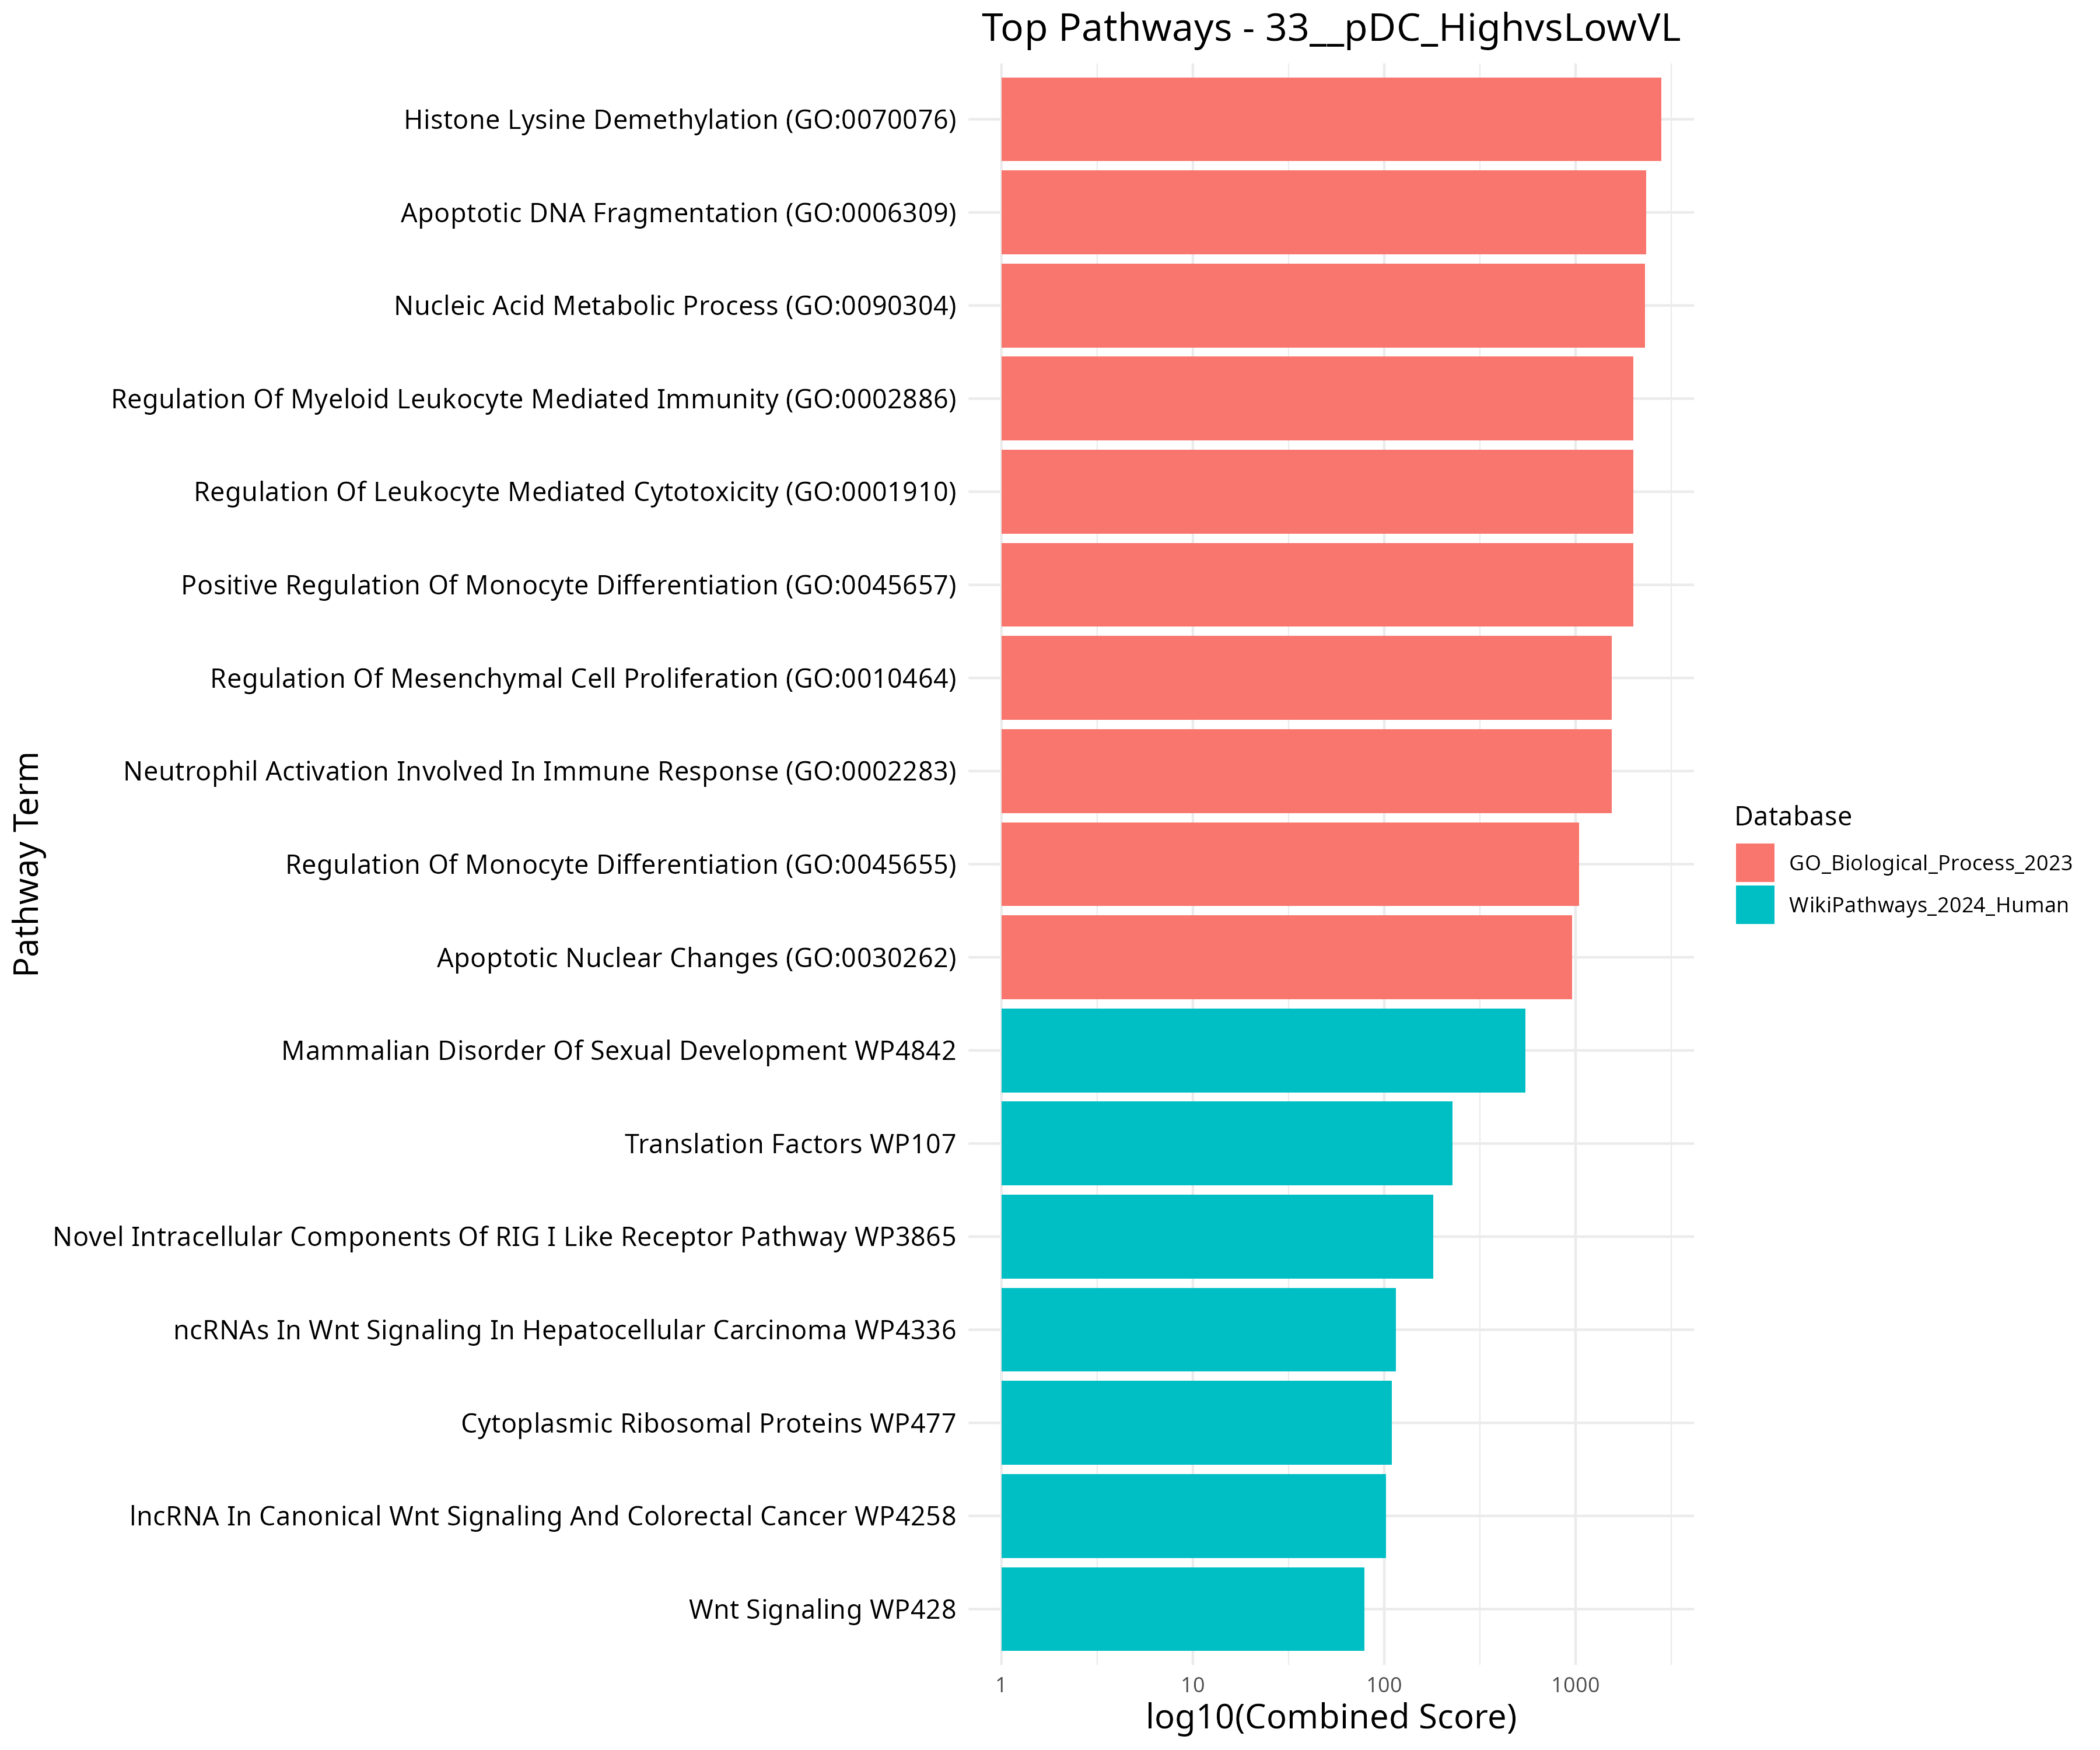 Top Pathways - 33__pDC_HighvsLowVL
Pathway Term
Histone Lysine Demethylation (GO:0070076)
Apoptotic DNA Fragmentation (GO:0006309)
Nucleic Acid Metabolic Process (GO:0090304)
Regulation Of Myeloid Leukocyte Mediated Immunity (GO:0002886)
Regulation Of Leukocyte Mediated Cytotoxicity (GO:0001910)
Positive Regulation Of Monocyte Differentiation (GO:0045657)
Regulation Of Mesenchymal Cell Proliferation (GO:0010464)
Neutrophil Activation Involved In Immune Response (GO:0002283)
Regulation Of Monocyte Differentiation (GO:0045655)
Apoptotic Nuclear Changes (GO:0030262)
Mammalian Disorder Of Sexual Development WP4842
Translation Factors WP107
Novel Intracellular Components Of RIG I Like Receptor Pathway WP3865
ncRNAs In Wnt Signaling In Hepatocellular Carcinoma WP4336
Cytoplasmic Ribosomal Proteins WP477
lncRNA In Canonical Wnt Signaling And Colorectal Cancer WP4258
Wnt Signaling WP428
1 10 100 1000
log10(Combined Score)
Database
GO_Biological_Process_2023
WikiPathways_2024_Human